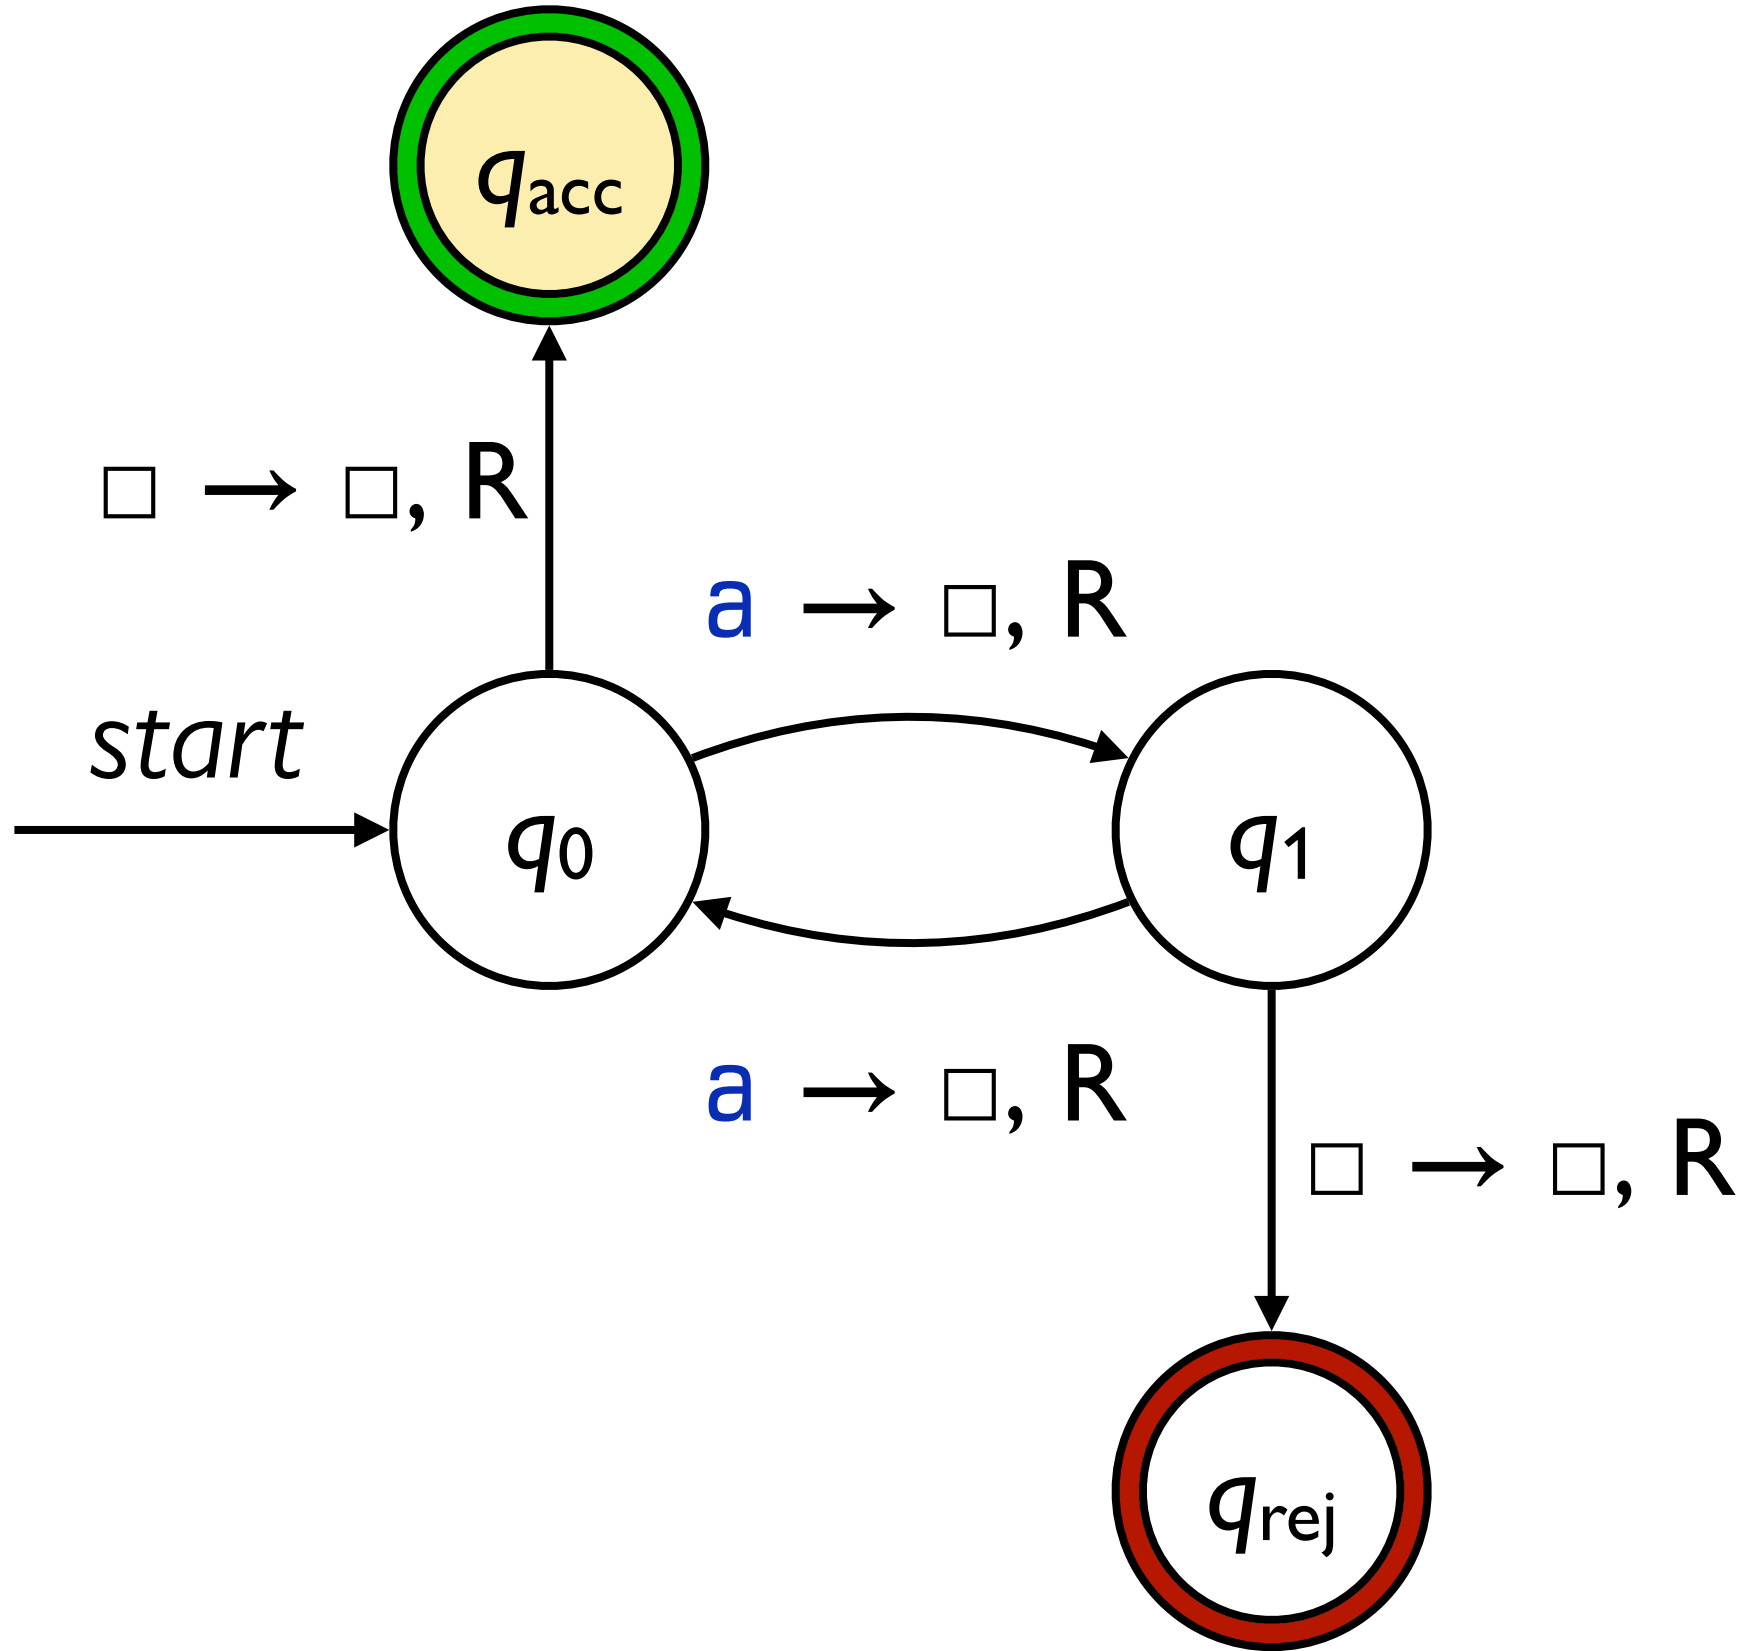 qacc
□ → □, R
a → □, R
start
q0
q1
a → □, R
□ → □, R
qrej